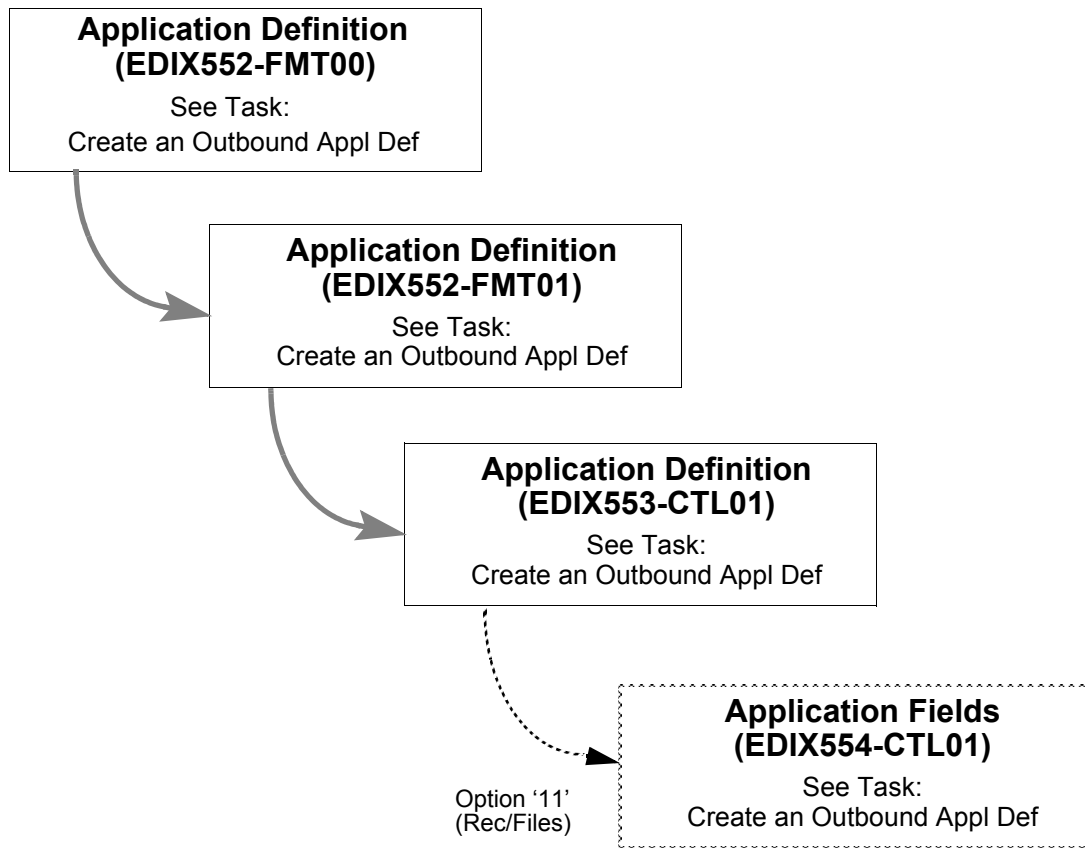 Application Definition
(EDIX552-FMT00)
See Task:
Create an Outbound Appl Def
Application Definition
(EDIX552-FMT01)
See Task:
Create an Outbound Appl Def
Application Definition
(EDIX553-CTL01)
See Task:
Create an Outbound Appl Def
Application Fields
(EDIX554-CTL01)
See Task:
Create an Outbound Appl Def
Option ‘11’
(Rec/Files)